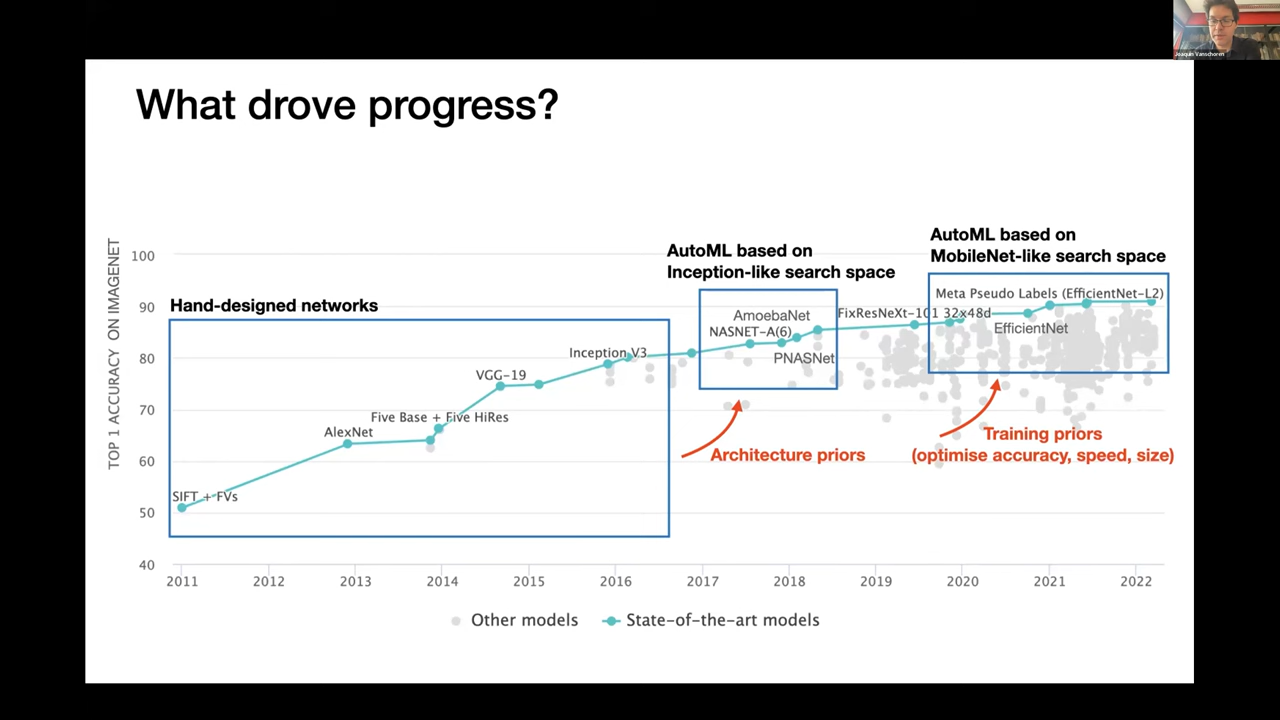 Joaquin Vanschoren
What drove progress?
AutoML based on
MobileNet-like search space
AutoML based on
Inception-like search space
Hand-designed networks
TOP 1 ACCURACY ON IMAGENET
100
90
80
70
60
50
40
SIFT + FVs
AlexNet
Five Base + Five HiRes
VGG-19
Inception V3
AmoebaNet
NASNET-A(6)
PNASNet
FixResNeXt-101 32x48d
Meta Pseudo Labels (EfficientNet-L2)
EfficientNet
Architecture priors
Training priors
(optimise accuracy, speed, size)
2011 2012 2013 2014 2015 2016 2017 2018 2019 2020 2021 2022
Other models State-of-the-art models